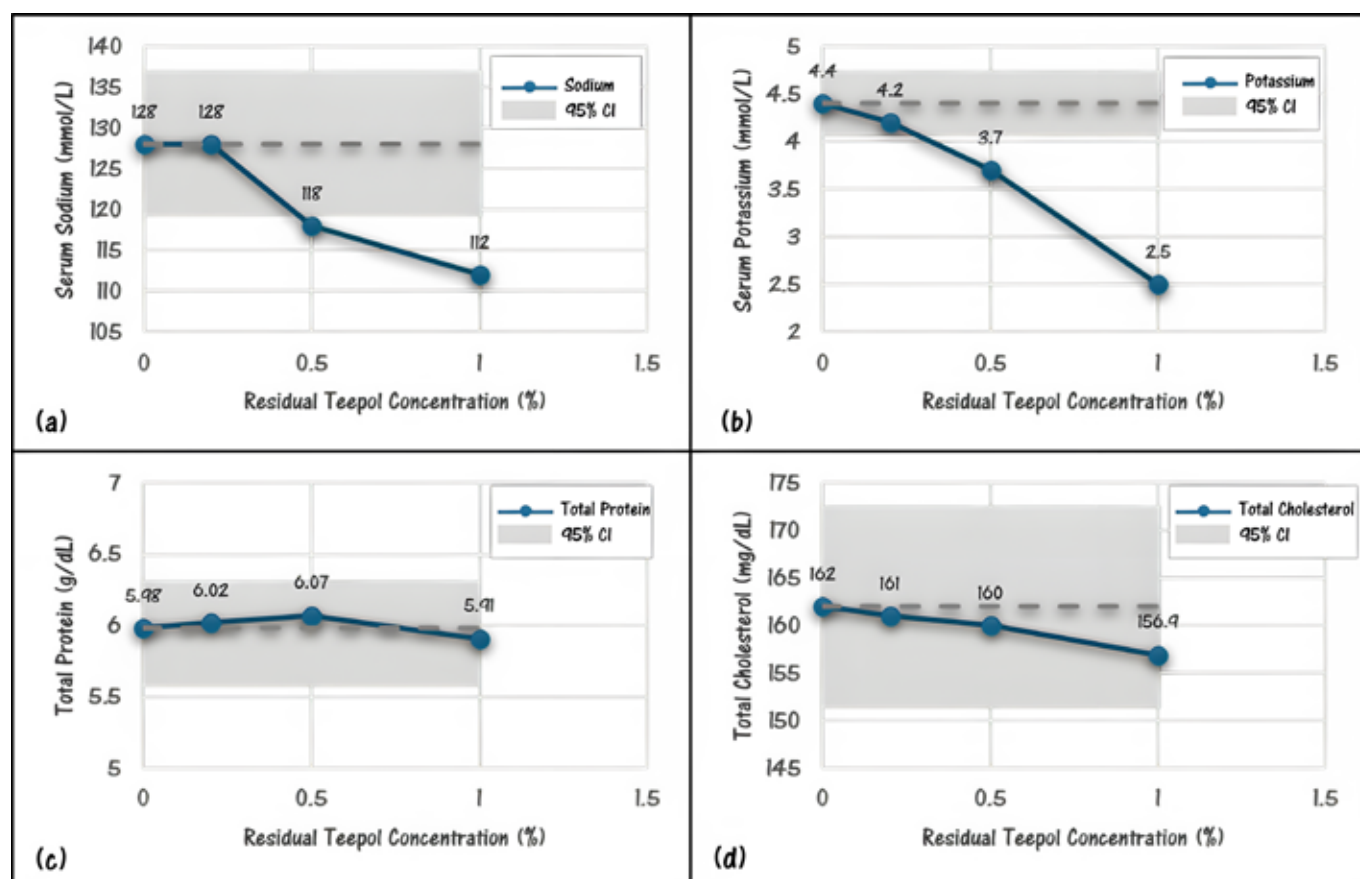 140
135
130
125
120
115
110
105
Serum Sodium (mmol/L)
128
128
118
112
Sodium
95% CI
0
0.5
1
1.5
Residual Teepol Concentration (%)
(a)
5
4.5
4
3.5
3
2.5
2
Serum Potassium (mmol/L)
4.4
4.2
3.7
2.5
Potassium
95% CI
0
0.5
1
1.5
Residual Teepol Concentration (%)
(b)
7
6.5
6
5.5
5
Total Protein (g/dL)
5.98
6.02
6.07
5.91
Total Protein
95% CI
0
0.5
1
1.5
Residual Teepol Concentration (%)
(c)
175
170
165
160
155
150
145
Total Cholesterol (mg/dL)
162
161
160
156.9
Total Cholesterol
95% CI
0
0.5
1
1.5
Residual Teepol Concentration (%)
(d)